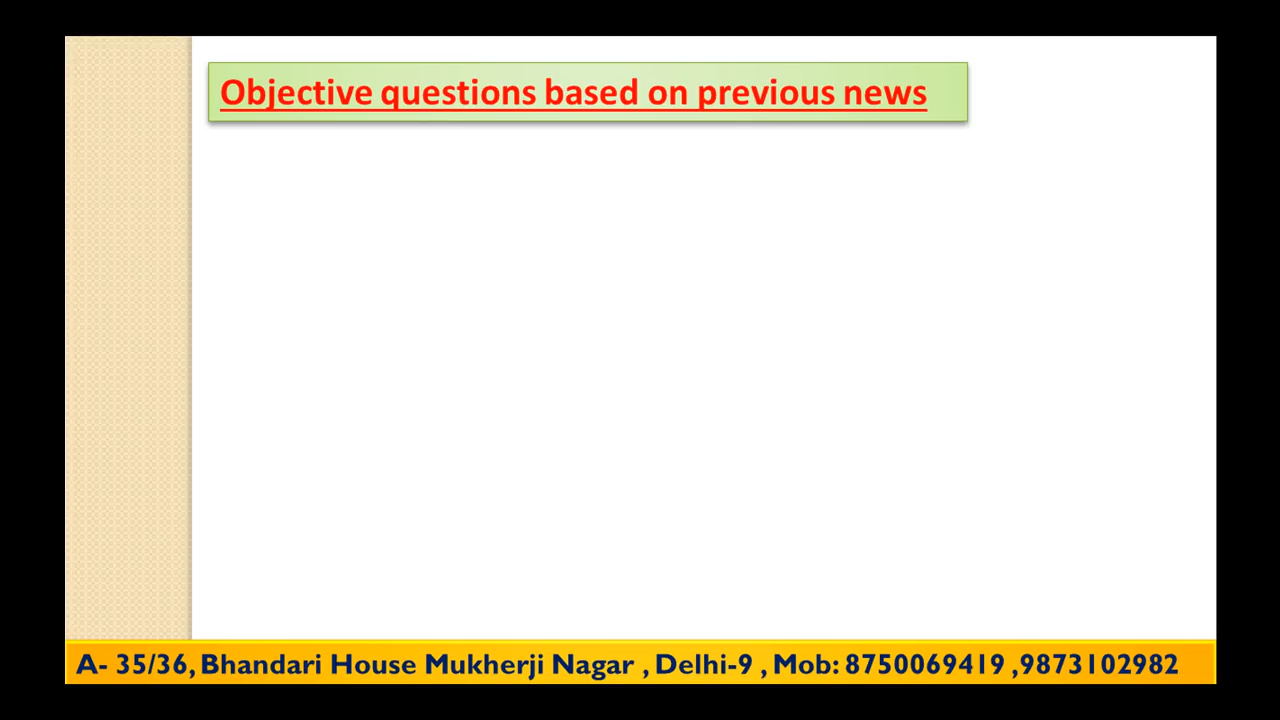 Objective questions based on previous news
A- 35/36, Bhandari House Mukherji Nagar , Delhi-9 , Mob: 8750069419 ,9873102982